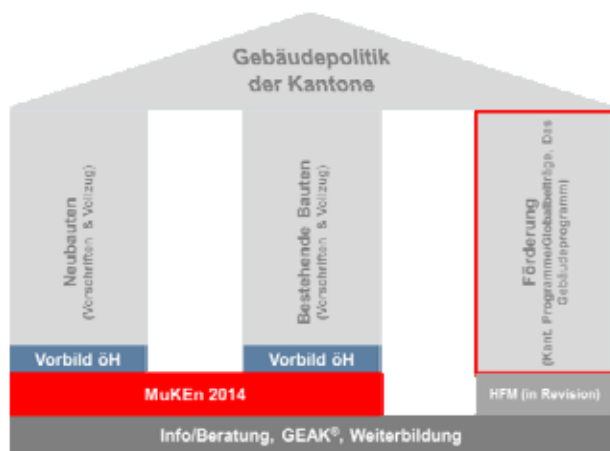 Gebäudepolitik
der Kantone
Neubauten
(Vorschriften & Vollzug)
Bestehende Bauten
(Vorschriften & Vollzug)
Förderung
(Kant. Programme/Globalbeiträge, Das
Gebäudeprogramm)
Vorbild öH
Vorbild öH
MuKEn 2014
HFM (in Revision)
Info/Beratung, GEAK®, Weiterbildung